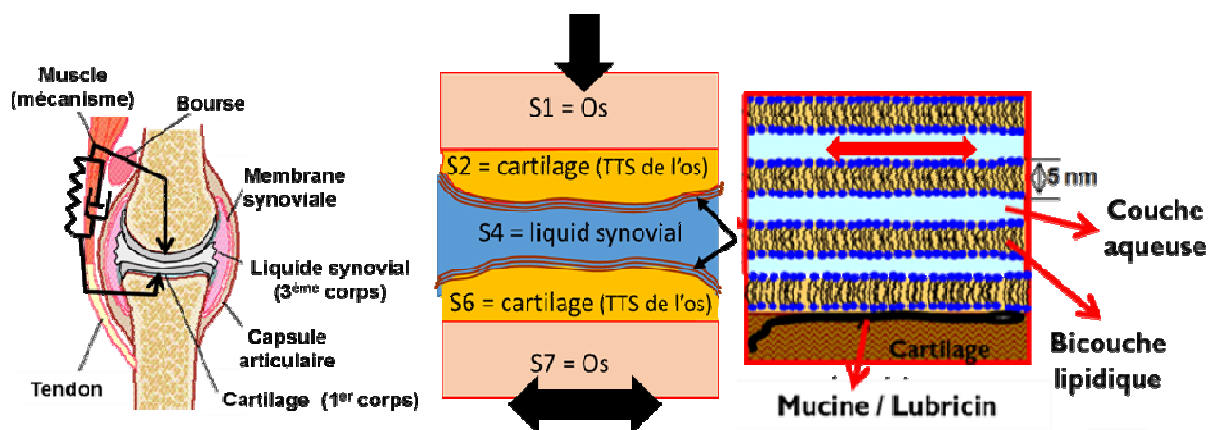 Muscle
(mécanisme)
Bourse
Membrane
synoviale
Liquide synovial
(3ème corps)
Capsule
articulaire
Cartilage (1er corps)
Tendon
S1 = Os
S2 = cartilage (TTS de l'os)
S4 = liquid synovial
S6 = cartilage (TTS de l'os)
S7 = Os
5 nm
Couche
aqueuse
Bicouche
lipidique
Cartilage
Mucine / Lubricin